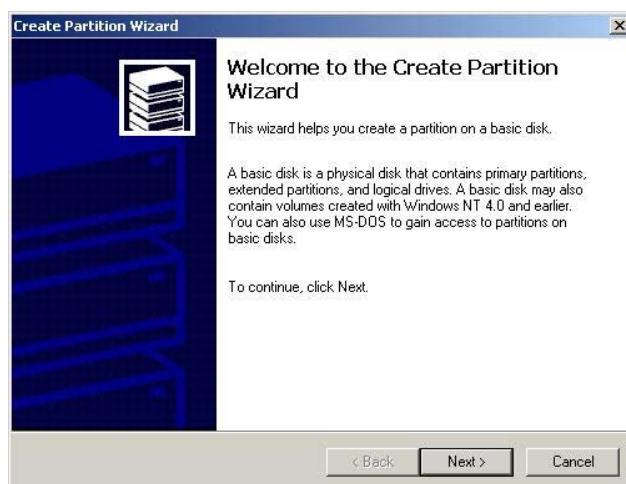 Create Partition Wizard
Welcome to the Create Partition
Wizard
This wizard helps you create a partition on a basic disk.
A basic disk is a physical disk that contains primary partitions,
extended partitions, and logical drives. A basic disk may also
contain volumes created with Windows NT 4.0 and earlier.
You can also use MS-DOS to gain access to partitions on
basic disks.
To continue, click Next.
< Back
Next >
Cancel